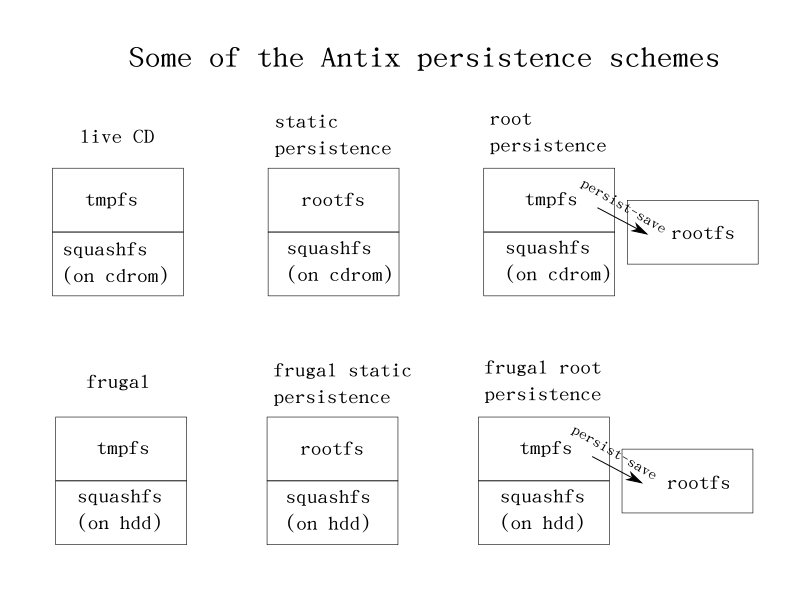 Some of the Antix persistence schemes
live CD
tmpfs
squashfs
(on cdrom)
static
persistence
rootfs
squashfs
(on cdrom)
root
persistence
tmpfs
persist-save
rootfs
squashfs
(on cdrom)
frugal
tmpfs
squashfs
(on hdd)
frugal static
persistence
rootfs
squashfs
(on hdd)
frugal root
persistence
tmpfs
persist-save
rootfs
squashfs
(on hdd)